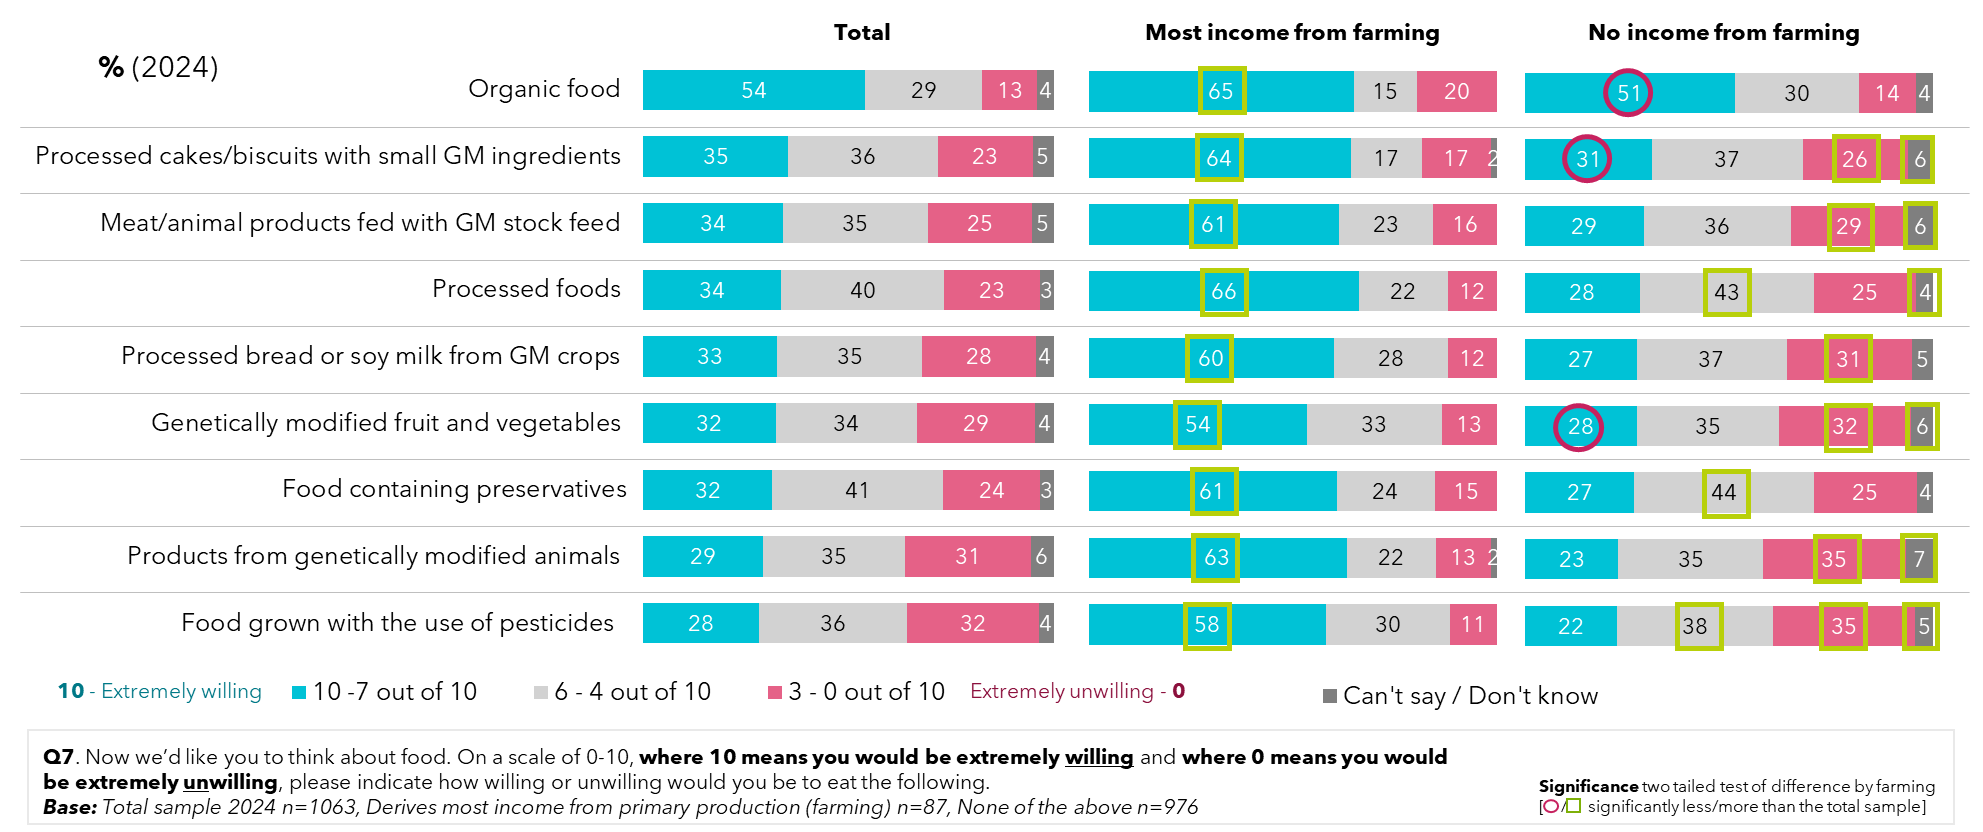 Total Most income from farming No income from farming
% (2024)
Organic food 54 29 13 4 65 15 20 51 30 14 4
Processed cakes/biscuits with small GM ingredients 35 36 23 5 64 17 17 2 31 37 26 6
Meat/animal products fed with GM stock feed 34 35 25 5 61 23 16 29 36 29 6
Processed foods 34 40 23 3 66 22 12 28 43 25 4
Processed bread or soy milk from GM crops 33 35 28 4 60 28 12 27 37 31 5
Genetically modified fruit and vegetables 32 34 29 4 54 33 13 28 35 32 6
Food containing preservatives 32 41 24 3 61 24 15 27 44 25 4
Products from genetically modified animals 29 35 31 6 63 22 13 2 23 35 35 7
Food grown with the use of pesticides 28 36 32 4 58 30 11 22 38 35 5
10 - Extremely willing 10 -7 out of 10 6 - 4 out of 10 3 - 0 out of 10 Extremely unwilling - 0 Can't say / Don't know
Q7. Now we'd like you to think about food. On a scale of 0-10, where 10 means you would be extremely willing and where 0 means you would
be extremely unwilling, please indicate how willing or unwilling would you be to eat the following.
Base: Total sample 2024 n=1063, Derives most income from primary production (farming) n=87, None of the above n=976
Significance two tailed test of difference by farming
[ / significantly less/more than the total sample]